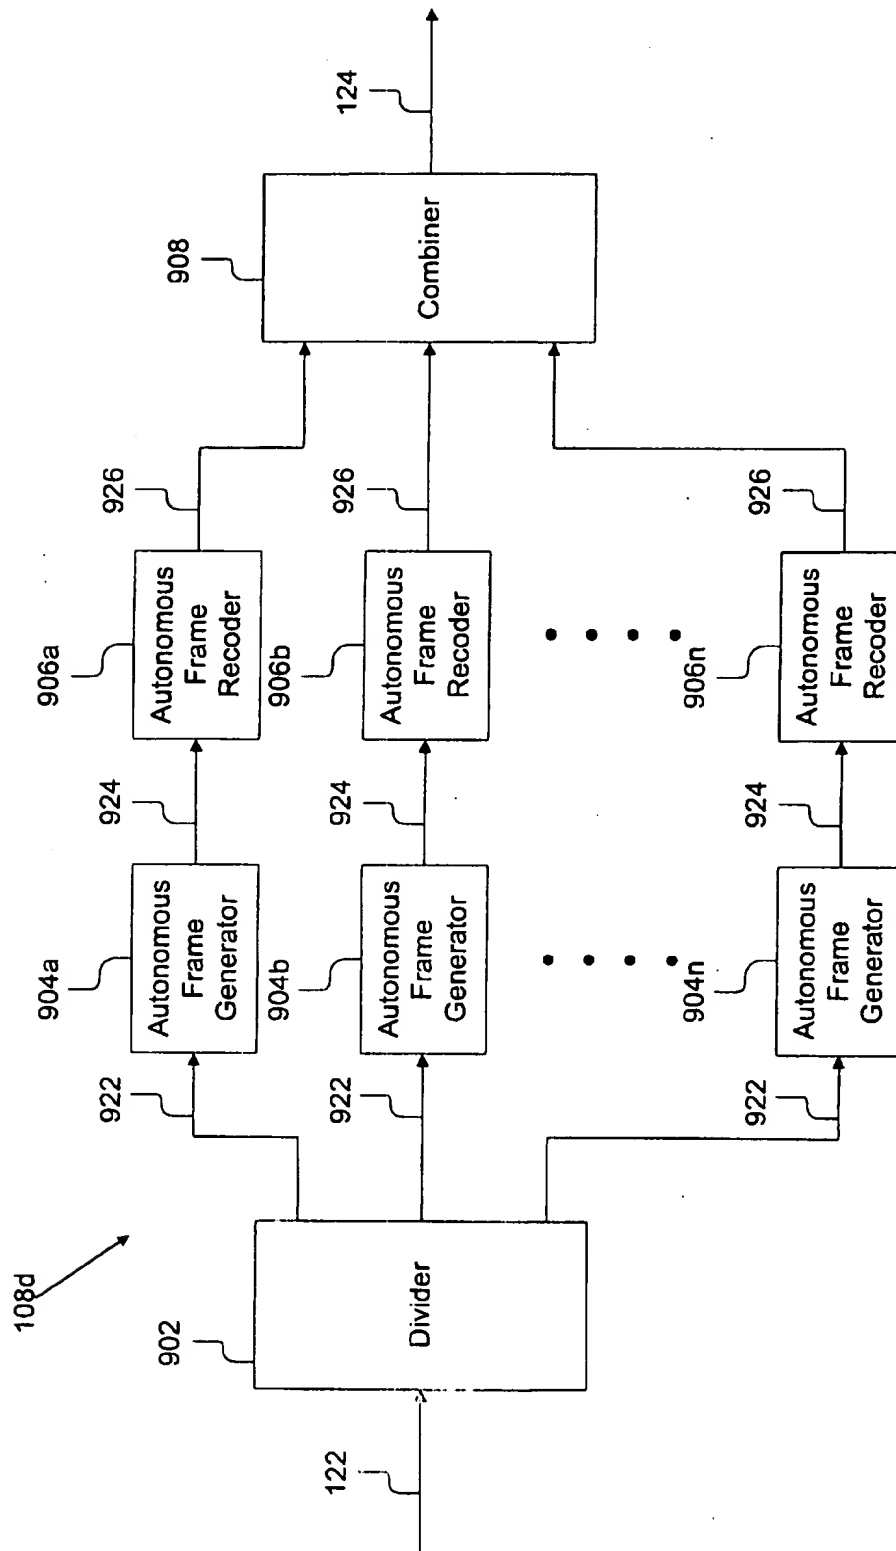 108d
122
902
Divider
922
922
922
904a
Autonomous
Frame
Generator
904b
Autonomous
Frame
Generator
904n
Autonomous
Frame
Generator
924
924
924
906a
Autonomous
Frame
Recoder
906b
Autonomous
Frame
Recoder
906n
Autonomous
Frame
Recoder
926
926
926
908
Combiner
124